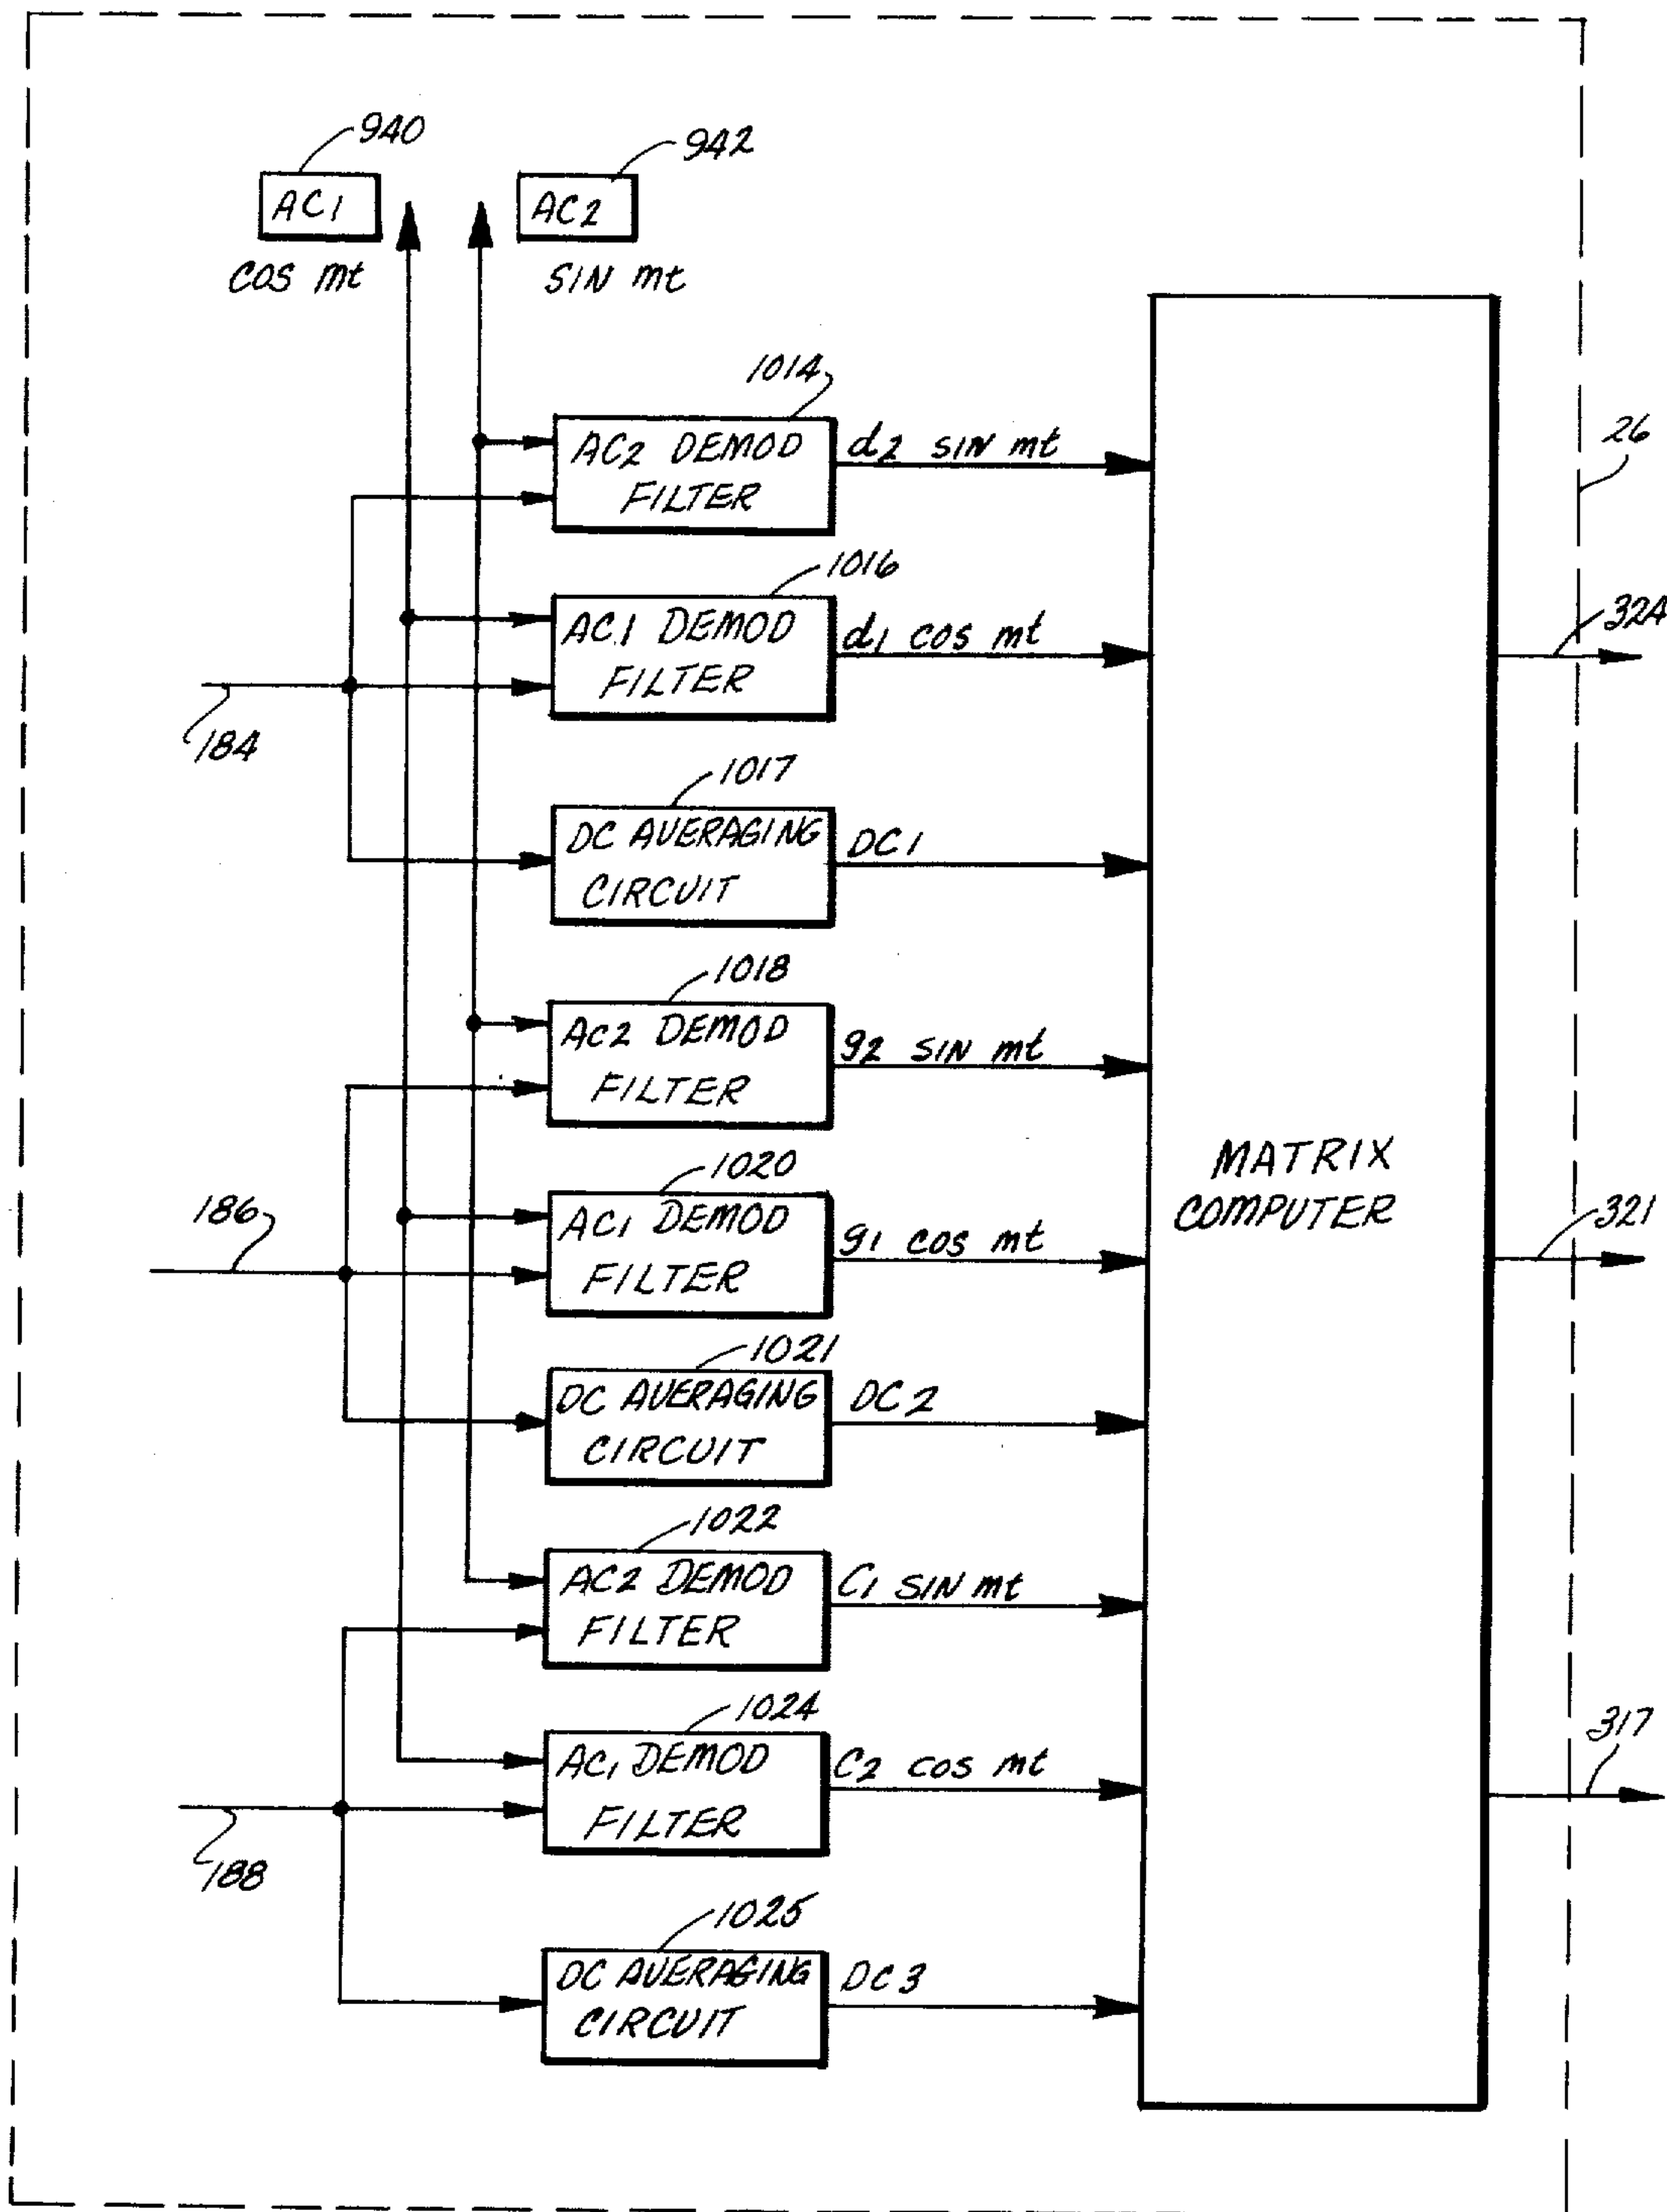 940
942
AC1
AC2
COS mt
SIN mt
1014
AC2 DEMOD
FILTER
d2 SIN mt
26
1016
AC1 DEMOD
FILTER
d1 COS mt
324
184
1017
DC AVERAGING
CIRCUIT
DC1
1018
AC2 DEMOD
FILTER
g2 SIN mt
MATRIX
COMPUTER
186
1020
AC1 DEMOD
FILTER
g1 COS mt
321
1021
DC AVERAGING
CIRCUIT
DC2
1022
AC2 DEMOD
FILTER
C1 SIN mt
1024
AC1 DEMOD
FILTER
C2 COS mt
317
188
1025
DC AVERAGING
CIRCUIT
DC3